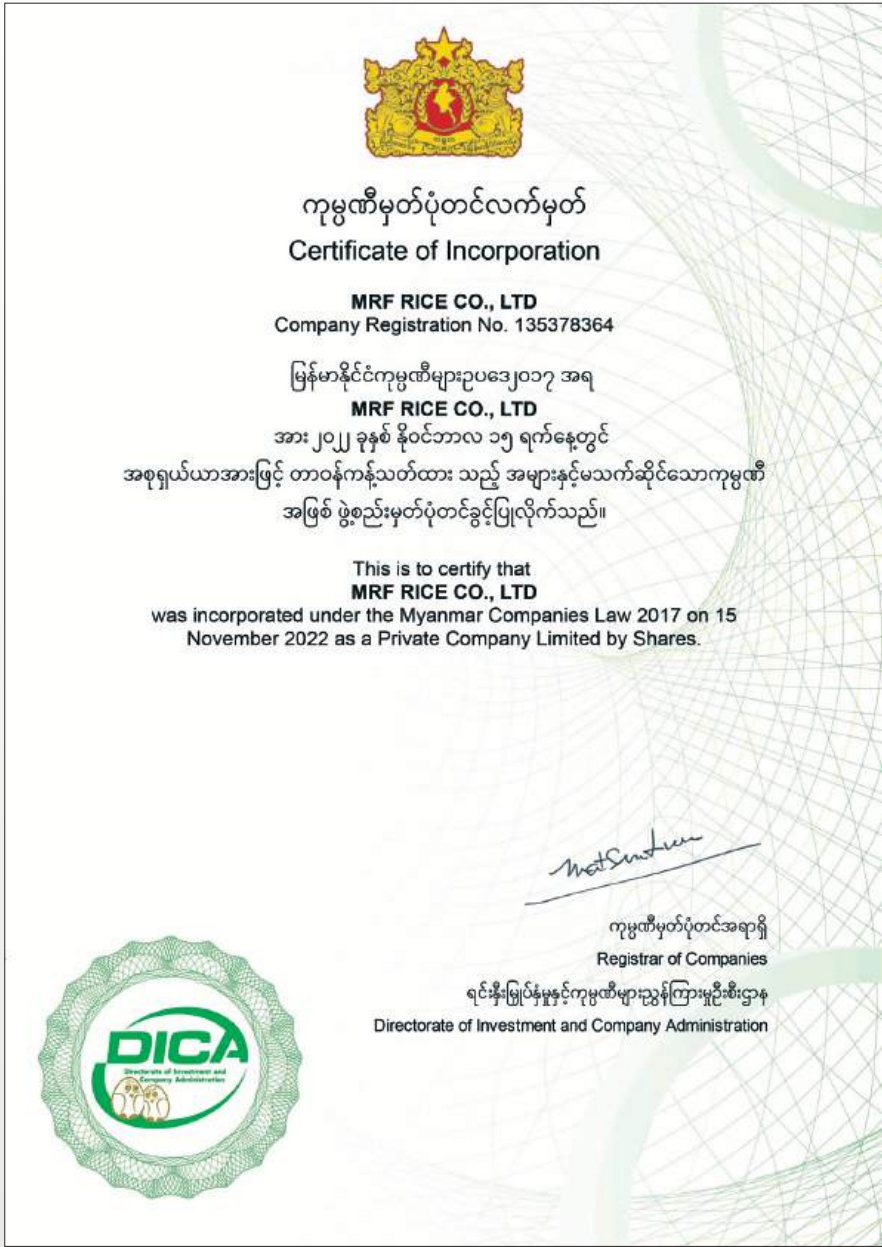 ကုမ္ပဏီမှတ်ပုံတင်လက်မှတ်
Certificate of Incorporation
MRF RICE CO., LTD
Company Registration No. 135378364
မြန်မာနိုင်ငံကုမ္ပဏီများဥပဒေ၂၀၁၇ အရ
MRF RICE CO., LTD
အား ၂၀၂၂ ခုနှစ် နိုဝင်ဘာလ ၁၅ ရက်နေ့တွင်
အစုရှယ်ယာအားဖြင့် တာဝန်ကန့်သတ်ထား သည့် အများနှင့်မသက်ဆိုင်သောကုမ္ပဏီ
အဖြစ် ဖွဲ့စည်းမှတ်ပုံတင်ခွင့်ပြုလိုက်သည်။
This is to certify that
MRF RICE CO., LTD
was incorporated under the Myanmar Companies Law 2017 on 15
November 2022 as a Private Company Limited by Shares.
ကုမ္ပဏီမှတ်ပုံတင်အရာရှိ
Registrar of Companies
ရင်းနှီးမြှုပ်နှံမှုနှင့်ကုမ္ပဏီများညွှန်ကြားမှုဦးစီးဌာန
Directorate of Investment and Company Administration
DICA
Directorate of Investment and
Company Administration